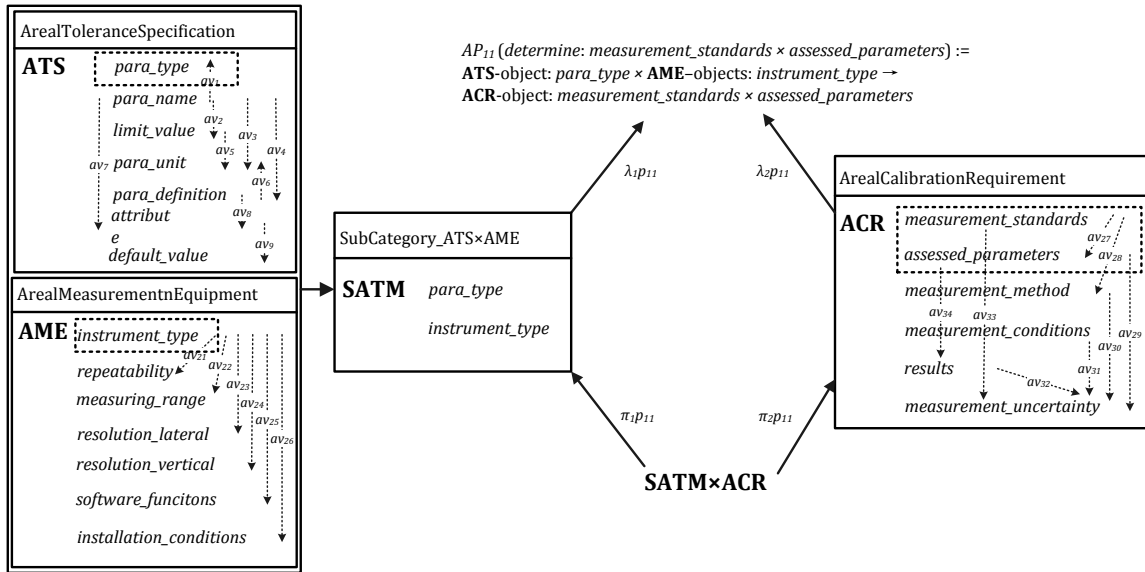 ArealToleranceSpecification
ATS
para_type
av₁
para_name
av₂
limit_value
av₃
av₄
av₅
av₇
para_unit
av₆
para_definition
attribut
av₈
e
av₉
default_value
ArealMeasurementnEquipment
AME
instrument_type
av₂₁
av₂₂
repeatability
av₂₃
measuring_range
av₂₄
av₂₅
resolution_lateral
av₂₆
resolution_vertical
software_funcitons
installation_conditions
SubCategory_ATS×AME
SATM
para_type
instrument_type
AP₁₁ (determine: measurement_standards × assessed_parameters) :=
ATS-object: para_type × AME–objects: instrument_type →
ACR-object: measurement_standards × assessed_parameters
λ₁p₁₁
λ₂p₁₁
π₁p₁₁
π₂p₁₁
SATM×ACR
ArealCalibrationRequirement
ACR
measurement_standards
av₂₇
assessed_parameters
av₂₈
measurement_method
av₃₄
av₃₃
measurement_conditions
av₂₉
av₃₀
results
av₃₁
av₃₂
measurement_uncertainty